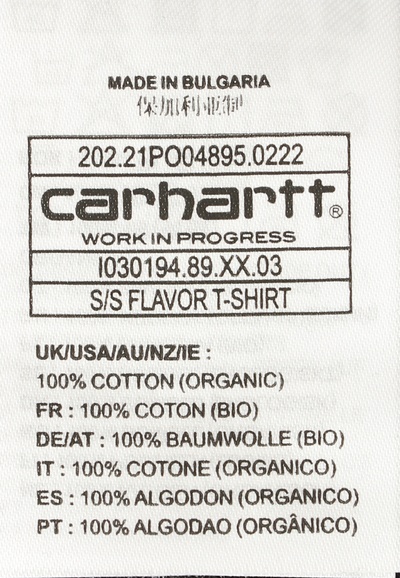 MADE IN BULGARIA
保加利亚制
202.21PO04895.0222
carhartt®
WORK IN PROGRESS
I030194.89.XX.03
S/S FLAVOR T-SHIRT
UK/USA/AU/NZ/IE :
100% COTTON (ORGANIC)
FR : 100% COTON (BIO)
DE/AT : 100% BAUMWOLLE (BIO)
IT : 100% COTONE (ORGANICO)
ES : 100% ALGODON (ORGANICO)
PT : 100% ALGODAO (ORGÂNICO)